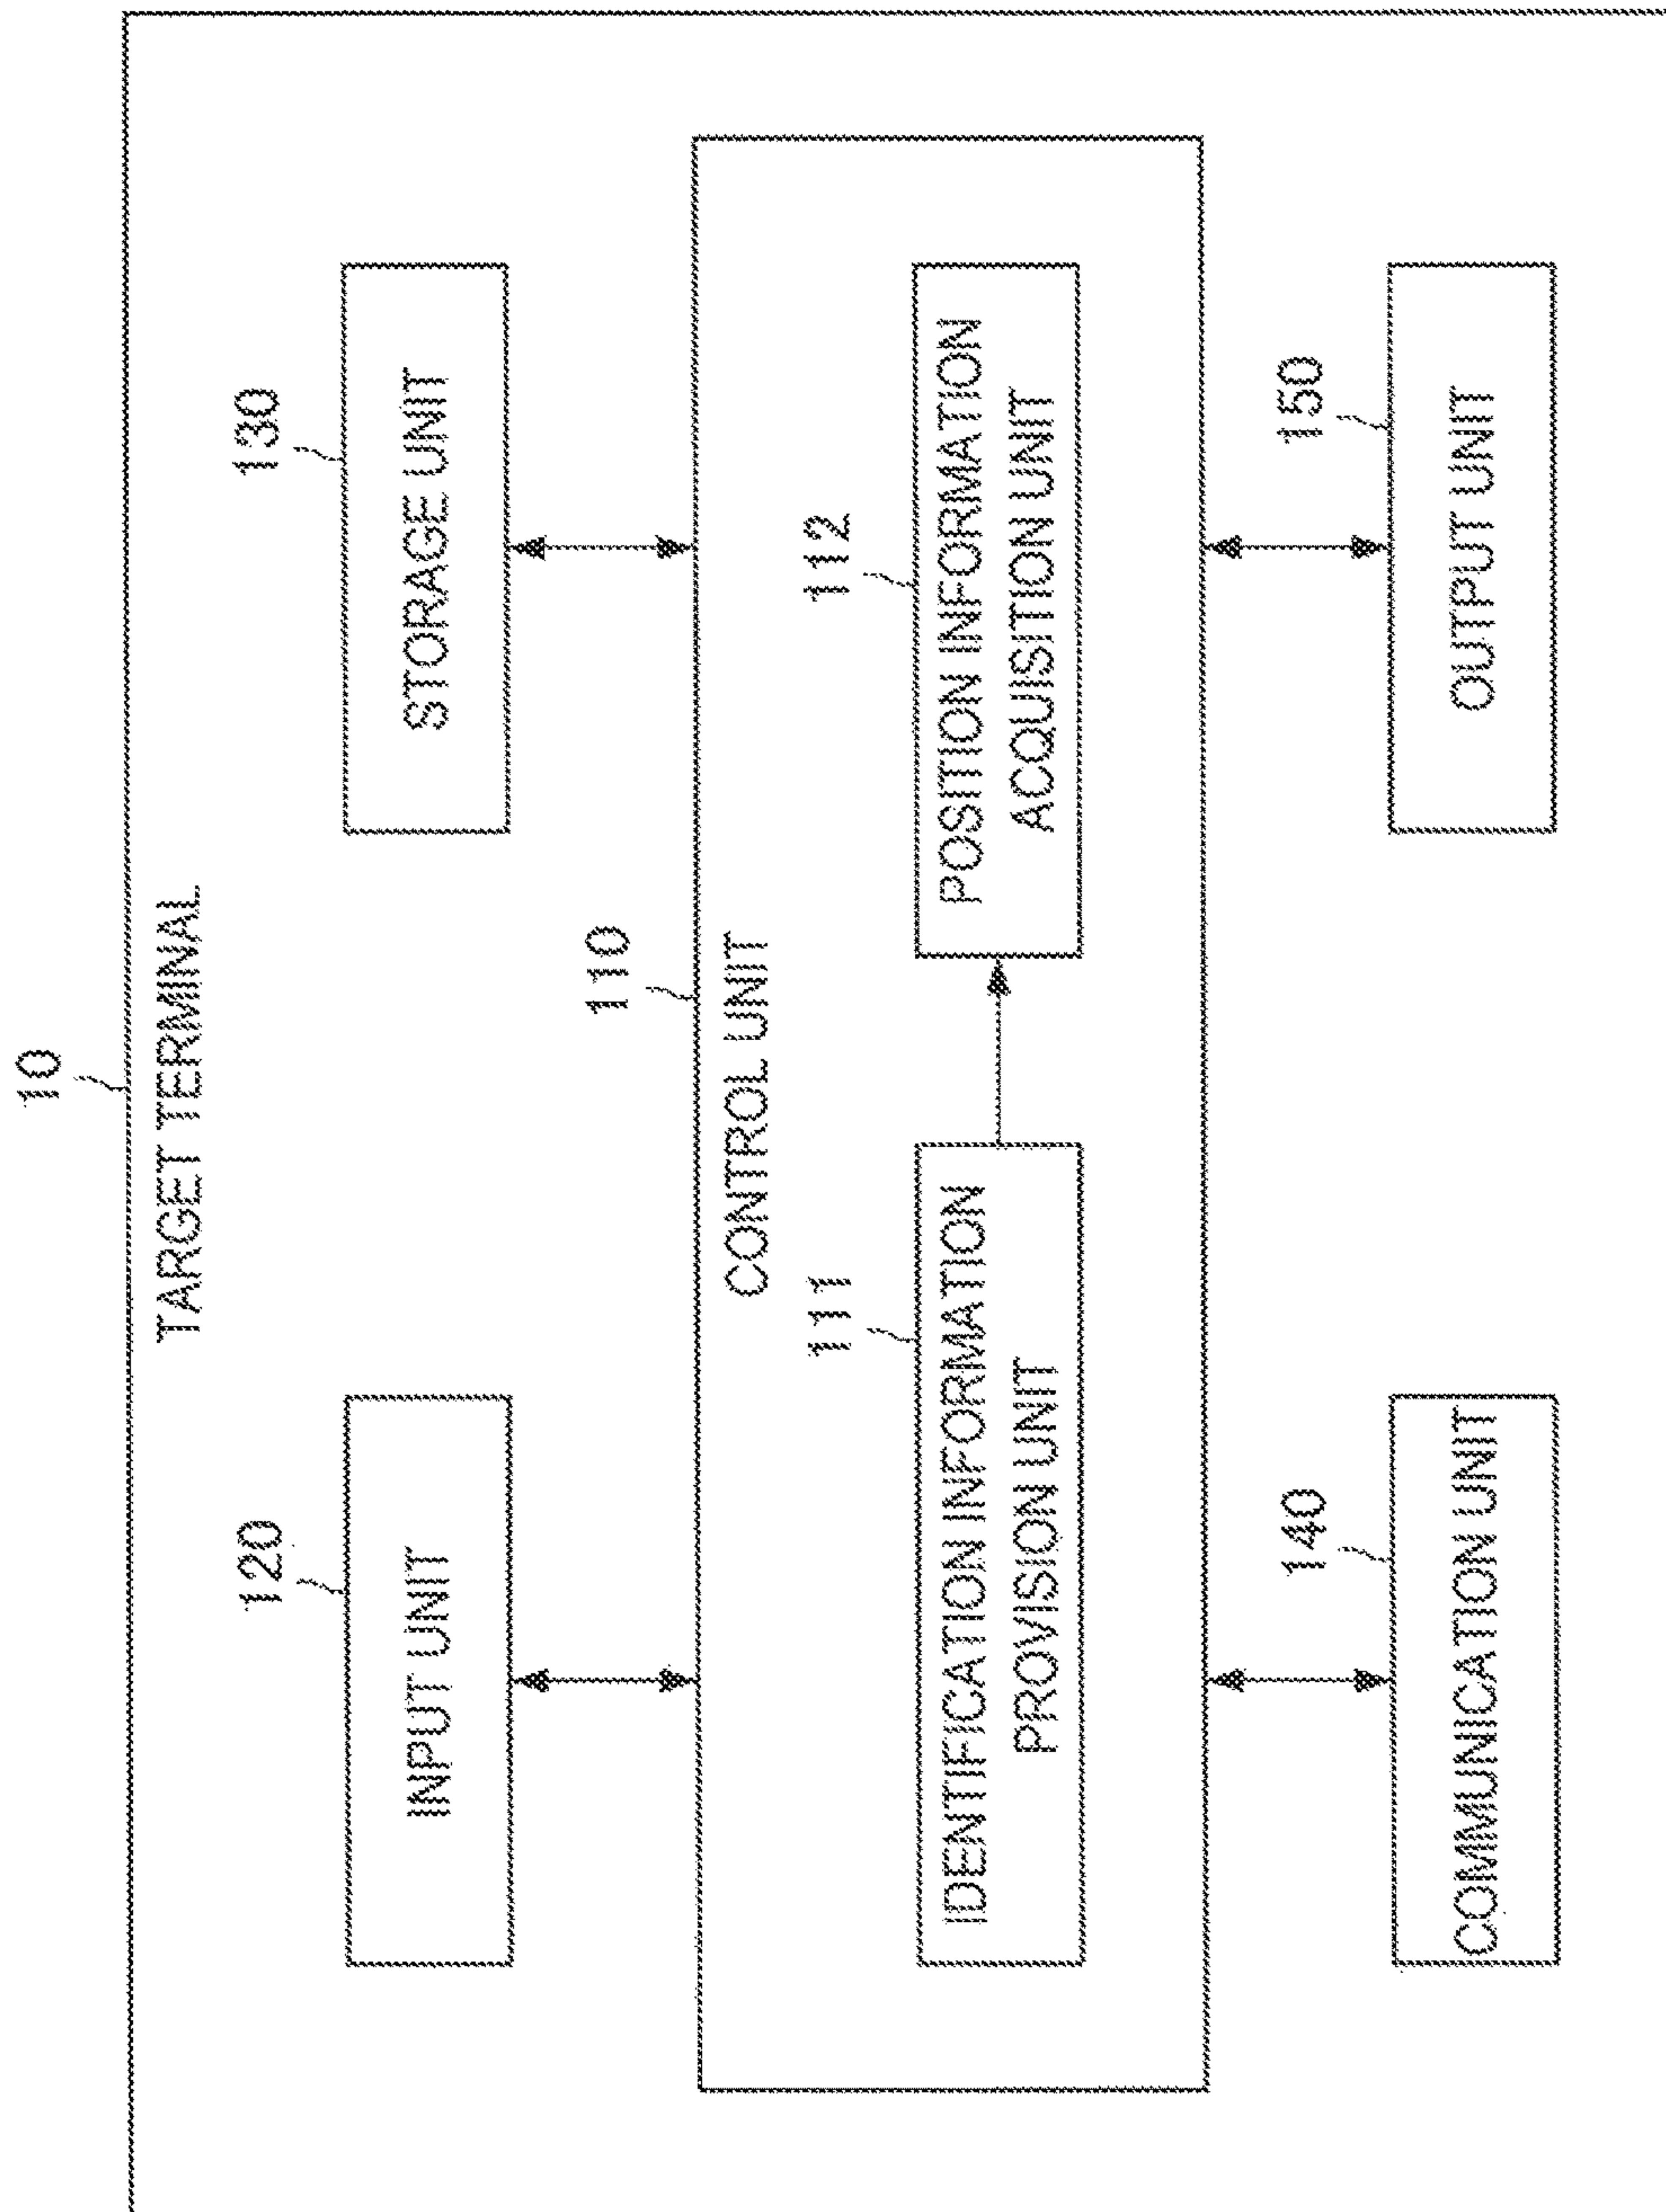 10
TARGET TERMINAL
120
INPUT UNIT
130
STORAGE UNIT
110
CONTROL UNIT
111
IDENTIFICATION INFORMATION
PROVISION UNIT
112
POSITION INFORMATION
ACQUISITION UNIT
140
COMMUNICATION UNIT
150
OUTPUT UNIT